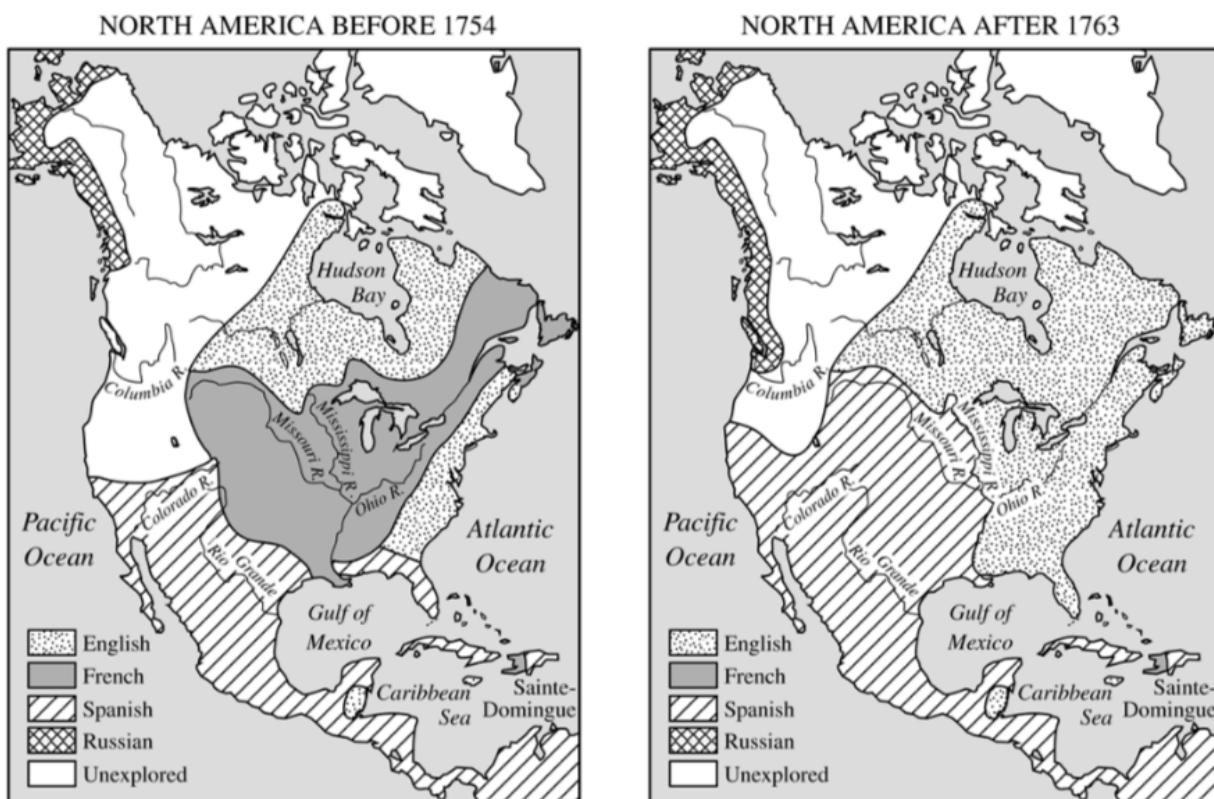 NORTH AMERICA BEFORE 1754
Hudson
Bay
Columbia R.
Missouri R.
Mississippi R.
Ohio R.
Colorado R.
Rio Grande
Pacific
Ocean
Atlantic
Ocean
Gulf of
Mexico
Caribbean
Sea
Sainte-
Domingue
English
French
Spanish
Russian
Unexplored
NORTH AMERICA AFTER 1763
Hudson
Bay
Columbia R.
Missouri R.
Mississippi R.
Ohio R.
Colorado R.
Rio Grande
Pacific
Ocean
Atlantic
Ocean
Gulf of
Mexico
Caribbean
Sea
Sainte-
Domingue
English
French
Spanish
Russian
Unexplored